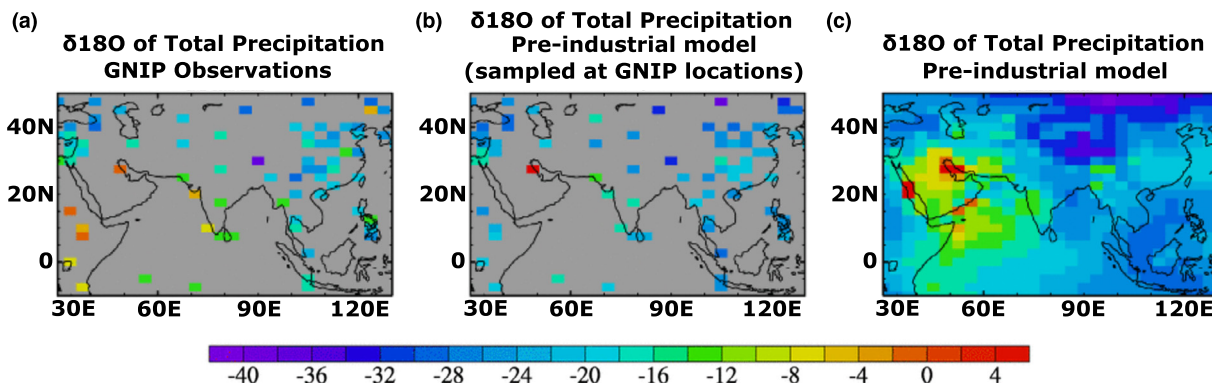 (a)
δ18O of Total Precipitation
GNIP Observations
40N
20N
0
30E 60E 90E 120E
(b)
δ18O of Total Precipitation
Pre-industrial model
(sampled at GNIP locations)
40N
20N
0
30E 60E 90E 120E
(c)
δ18O of Total Precipitation
Pre-industrial model
40N
20N
0
30E 60E 90E 120E
-40 -36 -32 -28 -24 -20 -16 -12 -8 -4 0 4